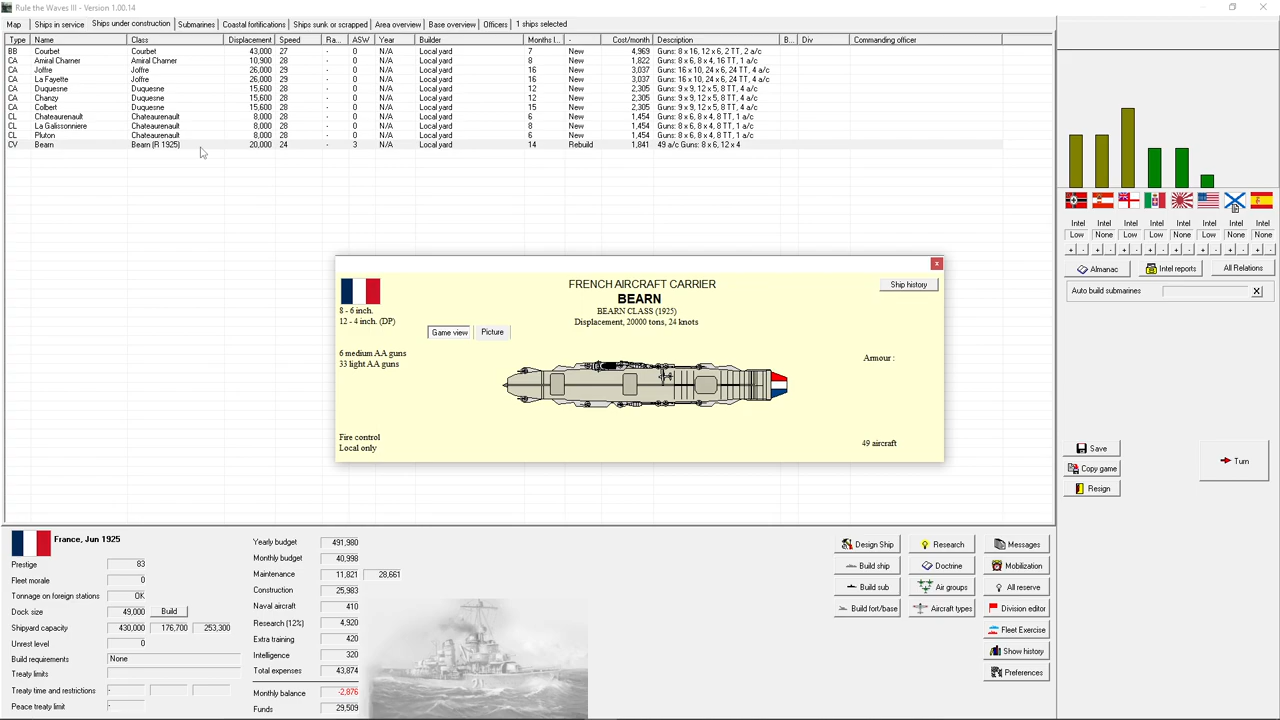 Rule the Waves III - Version 1.00.14
Map Ships in service Ships under construction Submarines Coastal fortifications Ships sunk or scrapped Area overview Base overview Officers 1 ships selected
Type Name Class Displacement Speed Ra... ASW Year Builder Months l... - Cost/month Description B... Div Commanding officer
BB Courbet Courbet 43,000 27 - 0 N/A Local yard 7 New 4,969 Guns: 8 x 16, 12 x 6, 2 TT, 2 a/c
CA Amiral Charner Amiral Charner 10,900 28 - 0 N/A Local yard 8 New 1,822 Guns: 8 x 6, 8 x 4, 16 TT, 1 a/c
CA Joffre Joffre 26,000 29 - 0 N/A Local yard 16 New 3,037 Guns: 16 x 10, 24 x 6, 24 TT, 4 a/c
CA La Fayette Joffre 26,000 29 - 0 N/A Local yard 16 New 3,037 Guns: 16 x 10, 24 x 6, 24 TT, 4 a/c
CA Duquesne Duquesne 15,600 28 - 0 N/A Local yard 12 New 2,305 Guns: 9 x 9, 12 x 5, 8 TT, 4 a/c
CA Chanzy Duquesne 15,600 28 - 0 N/A Local yard 12 New 2,305 Guns: 9 x 9, 12 x 5, 8 TT, 4 a/c
CA Colbert Duquesne 15,600 28 - 0 N/A Local yard 15 New 2,305 Guns: 9 x 9, 12 x 5, 8 TT, 4 a/c
CL Chateaurenault Chateaurenault 8,000 28 - 0 N/A Local yard 6 New 1,454 Guns: 8 x 6, 8 x 4, 8 TT, 1 a/c
CL La Galissonniere Chateaurenault 8,000 28 - 0 N/A Local yard 6 New 1,454 Guns: 8 x 6, 8 x 4, 8 TT, 1 a/c
CL Pluton Chateaurenault 8,000 28 - 0 N/A Local yard 6 New 1,454 Guns: 8 x 6, 8 x 4, 8 TT, 1 a/c
CV Bearn Bearn (R 1925) 20,000 24 - 3 N/A Local yard 14 Rebuild 1,841 49 a/c Guns: 8 x 6, 12 x 4
Intel Intel Intel Intel Intel Intel Intel Intel
Low None Low Low None Low None None
+ - + - + - + - + - + - + - + -
Almanac Intel reports All Relations
Auto build submarines X
FRENCH AIRCRAFT CARRIER
BEARN
BEARN CLASS (1925)
Displacement, 20000 tons, 24 knots
Ship history
8 - 6 inch.
12 - 4 inch. (DP)
Game view Picture
6 medium AA guns
33 light AA guns
Armour :
Fire control
Local only
49 aircraft
Save
Copy game
Resign
Turn
France, Jun 1925
Prestige 83
Fleet morale 0
Tonnage on foreign stations OK
Dock size 49,000 Build
Shipyard capacity 430,000 176,700 253,300
Unrest level 0
Build requirements None
Treaty limits
Treaty time and restrictions -
Peace treaty limit -
Yearly budget 491,980
Monthly budget 40,998
Maintenance 11,821 28,661
Construction 25,983
Naval aircraft 410
Research (12%) 4,920
Extra training 420
Intelligence 320
Total expenses 43,874
Monthly balance -2,876
Funds 29,509
Design Ship Research Messages
Build ship Doctrine Mobilization
Build sub Air groups All reserve
Build fort/base Aircraft types Division editor
Fleet Exercise
Show history
Preferences